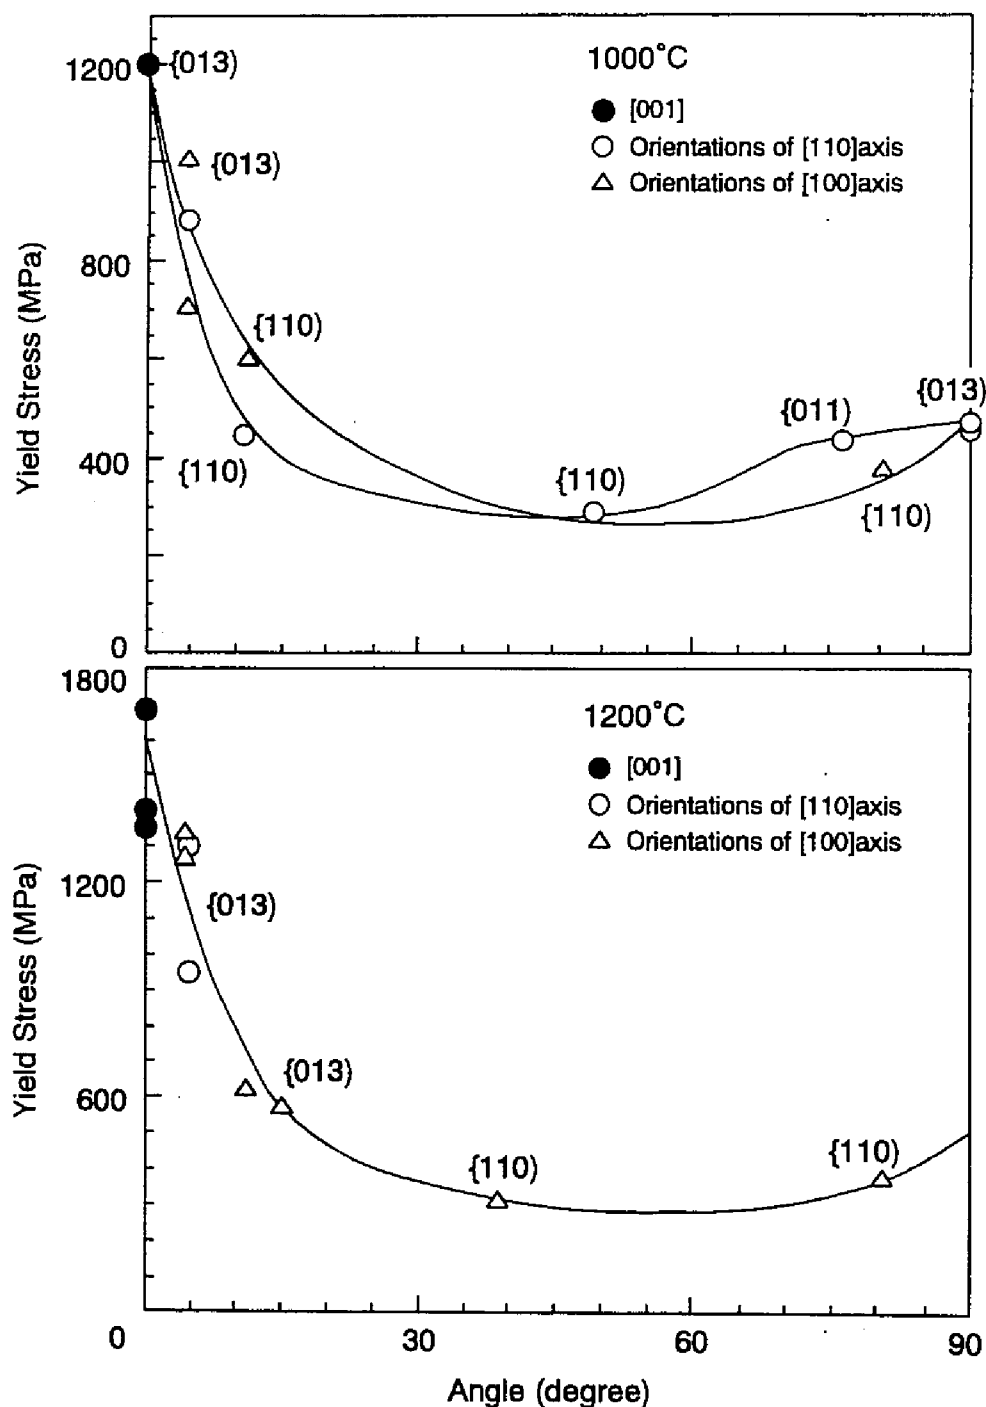 1000°C
[001]
Orientations of [110]axis
Orientations of [100]axis
1200
800
400
0
Yield Stress (MPa)
{013)
{013)
{110)
{110)
{110)
{011)
{013)
{110)
1200°C
[001]
Orientations of [110]axis
Orientations of [100]axis
1800
1200
600
0
Yield Stress (MPa)
{013)
{013)
{110)
{110)
30
60
90
Angle (degree)